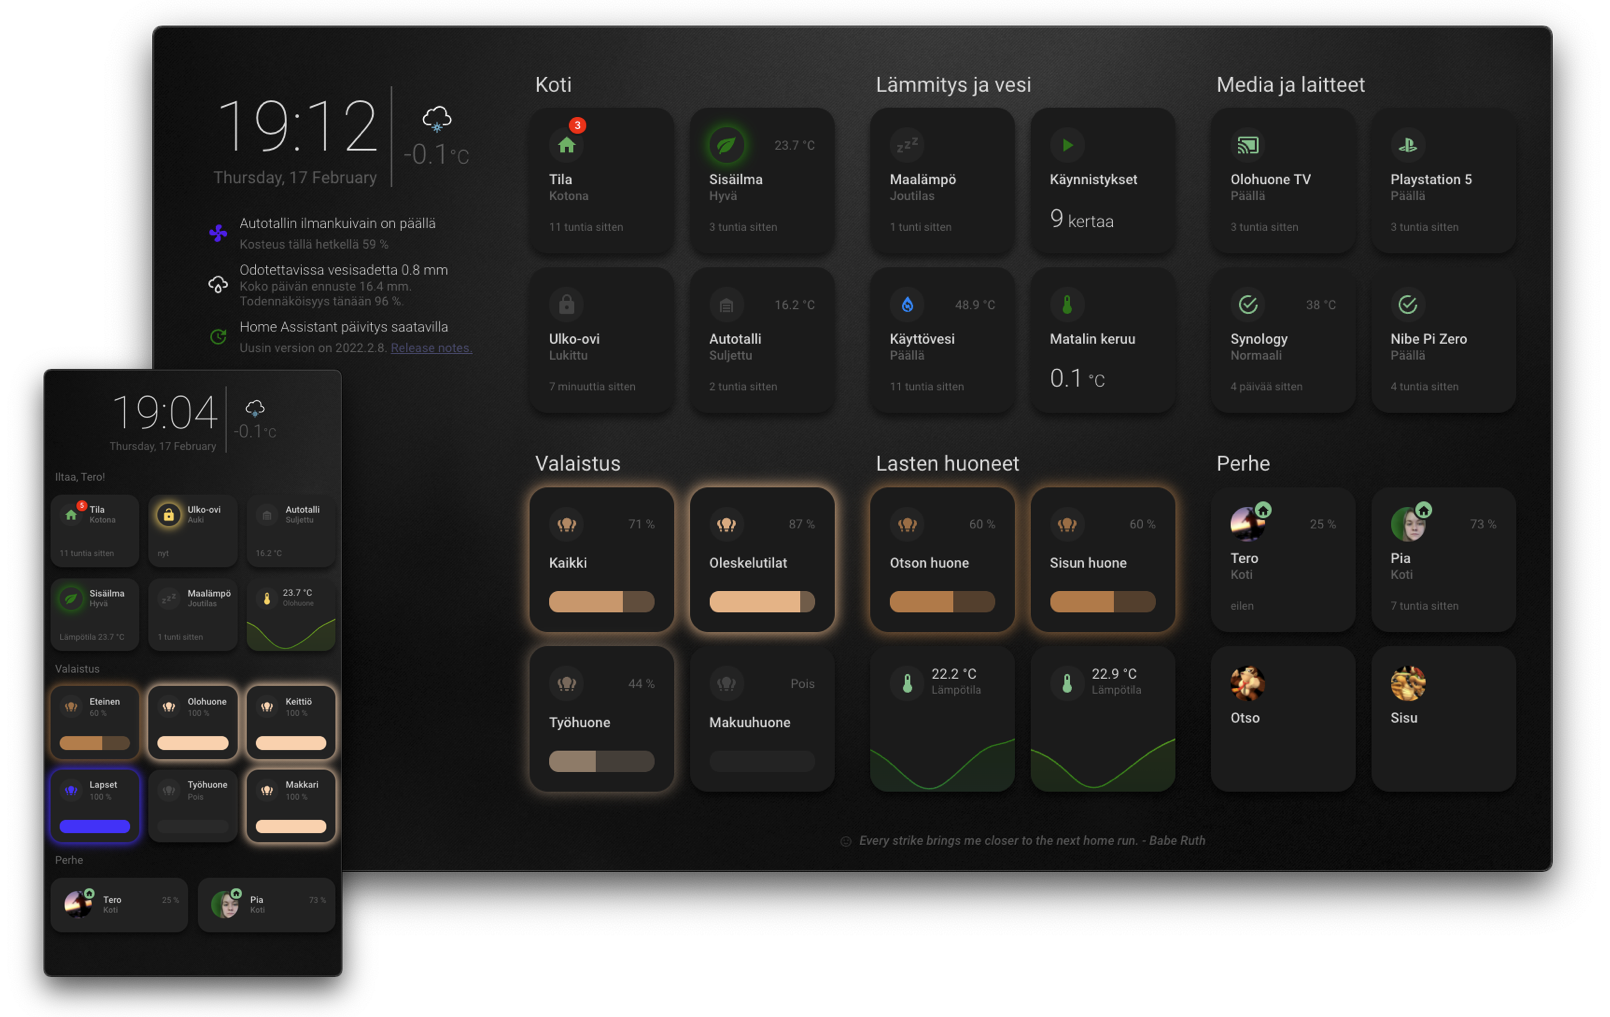 19:12
-0.1°C
Thursday, 17 February
Autotallin ilmankuivain on päällä
Kosteus tällä hetkellä 59 %
Odotettavissa vesisadetta 0.8 mm
Koko päivän ennuste 16.4 mm.
Todennäköisyys tänään 96 %.
Home Assistant päivitys saatavilla
Uusin version on 2022.2.8. Release notes.
Koti
3
Tila
Kotona
11 tuntia sitten
23.7 °C
Sisäilma
Hyvä
3 tuntia sitten
Ulko-ovi
Lukittu
7 minuuttia sitten
16.2 °C
Autotalli
Suljettu
2 tuntia sitten
Lämmitys ja vesi
zzz
Maalämpö
Joutilas
1 tunti sitten
Käynnistykset
9 kertaa
48.9 °C
Käyttövesi
Päällä
11 tuntia sitten
Matalin keruu
0.1 °C
Media ja laitteet
Olohuone TV
Päällä
3 tuntia sitten
Playstation 5
Päällä
3 tuntia sitten
38 °C
Synology
Normaali
4 päivää sitten
Nibe Pi Zero
Päällä
4 tuntia sitten
Valaistus
71 %
Kaikki
87 %
Oleskelutilat
44 %
Työhuone
Pois
Makuuhuone
Lasten huoneet
60 %
Otson huone
60 %
Sisun huone
22.2 °C
Lämpötila
22.9 °C
Lämpötila
Perhe
25 %
Tero
Koti
eilen
73 %
Pia
Koti
7 tuntia sitten
Otso
Sisu
Every strike brings me closer to the next home run. - Babe Ruth
19:04
-0.1°C
Thursday, 17 February
Iltaa, Tero!
5
Tila
Kotona
11 tuntia sitten
Ulko-ovi
Auki
nyt
Autotalli
Suljettu
16.2 °C
Sisäilma
Hyvä
Lämpötila 23.7 °C
zzz
Maalämpö
Joutilas
1 tunti sitten
23.7 °C
Olohuone
Valaistus
Eteinen
60 %
Olohuone
100 %
Keittiö
100 %
Lapset
100 %
Työhuone
Pois
Makkari
100 %
Perhe
Tero
Koti
25 %
Pia
Koti
73 %